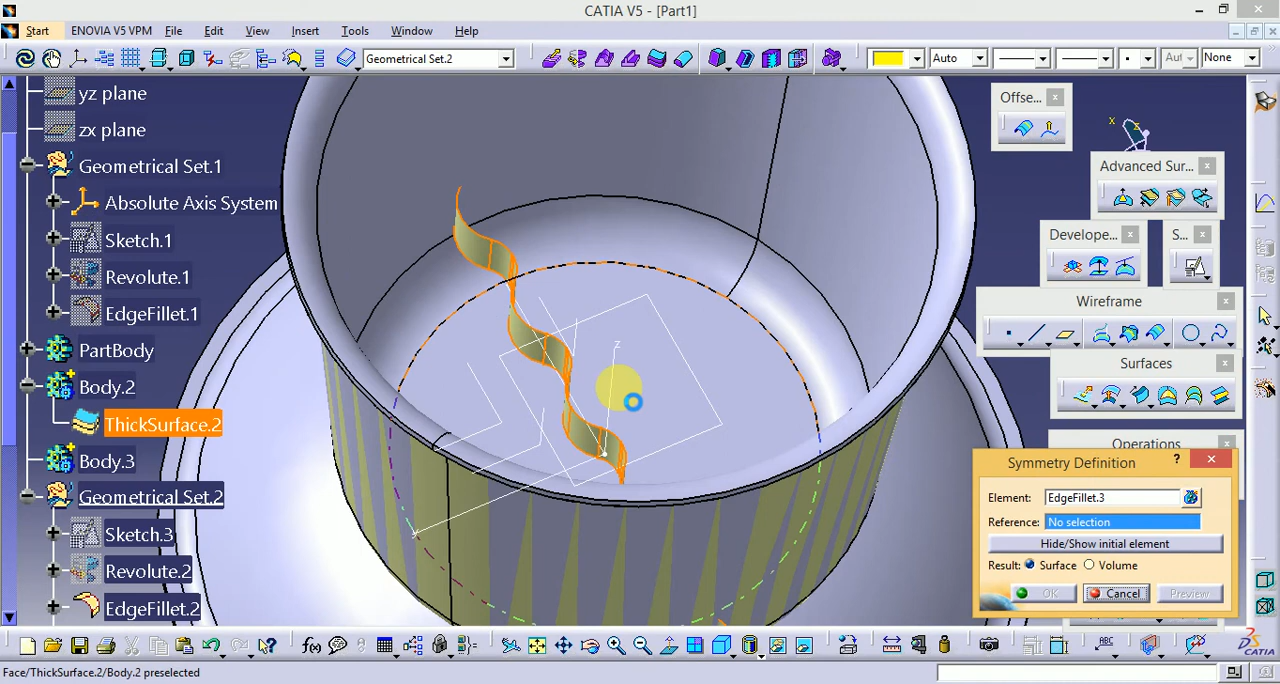 CATIA V5 - [Part1]
Start ENOVIA V5 VPM File Edit View Insert Tools Window Help
Geometrical Set.2 Auto Aut None
yz plane
zx plane
Geometrical Set.1
Absolute Axis System
Sketch.1
Revolute.1
EdgeFillet.1
PartBody
Body.2
ThickSurface.2
Body.3
Geometrical Set.2
Sketch.3
Revolute.2
EdgeFillet.2
z
Offse...
x
z
Advanced Sur...
Develope... S...
Wireframe
Surfaces
Operations
Symmetry Definition ?
Element: EdgeFillet.3
Reference: No selection
Hide/Show initial element
Result: Surface Volume
OK Cancel Preview
f(x) ABC CATIA
Face/ThickSurface.2/Body.2 preselected